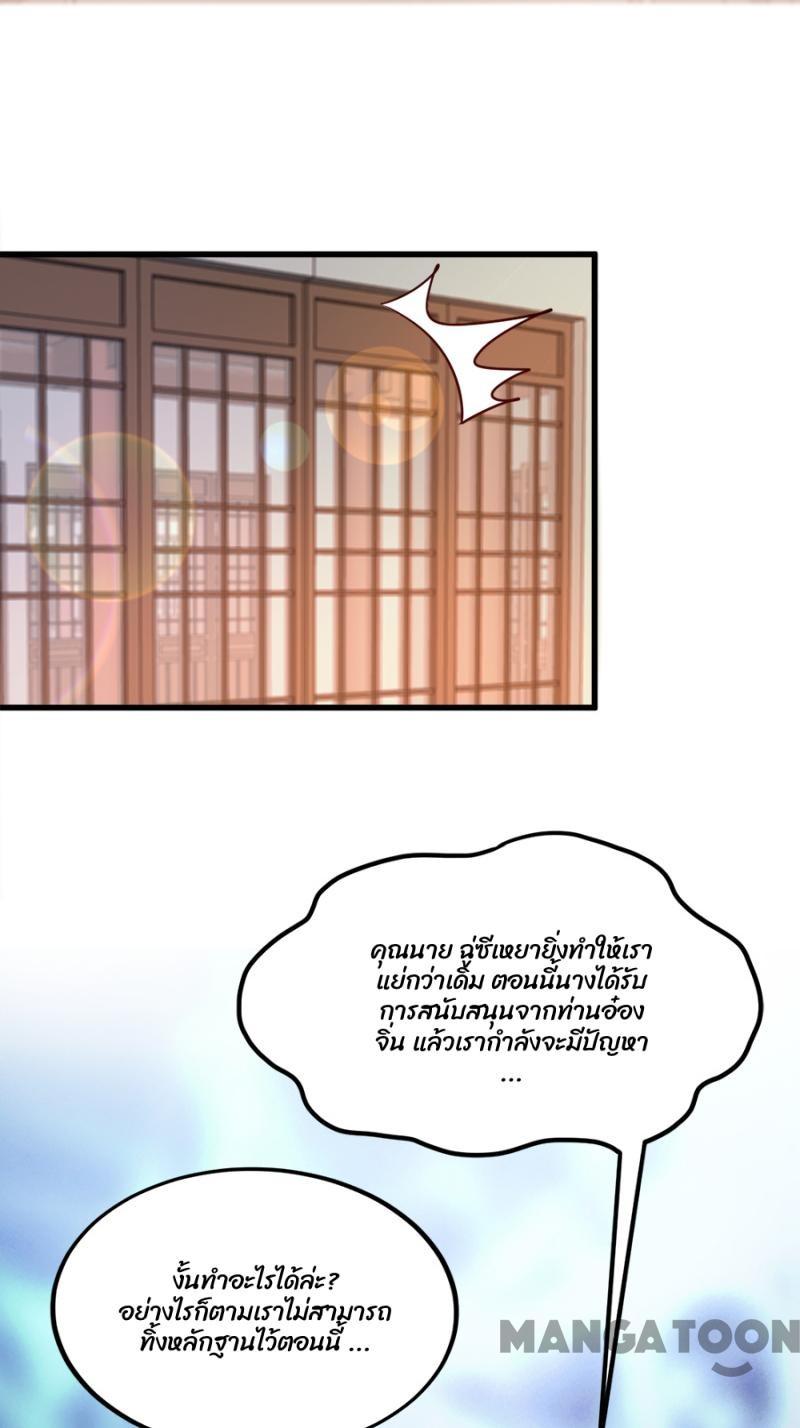 คุณนาย ฉู่ซีเหยายิ่งทำให้เรา
แย่กว่าเดิม ตอนนี้นางได้รับ
การสนับสนุนจากท่านอ๋อง
จิ่น แล้วเรากำลังจะมีปัญหา
...
งั้นทำอะไรได้ล่ะ?
อย่างไรก็ตามเราไม่สามารถ
ทิ้งหลักฐานไว้ตอนนี้ ...
MANGATOON